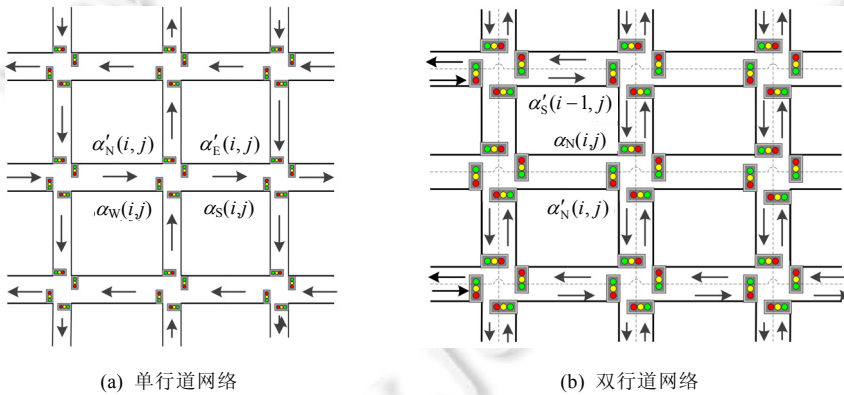 α′S(i−1, j)
α′N(i, j) α′E(i, j)
αN(i,j)
αW(i,j) αS(i,j) α′N(i, j)
(a) 单行道网络 (b) 双行道网络